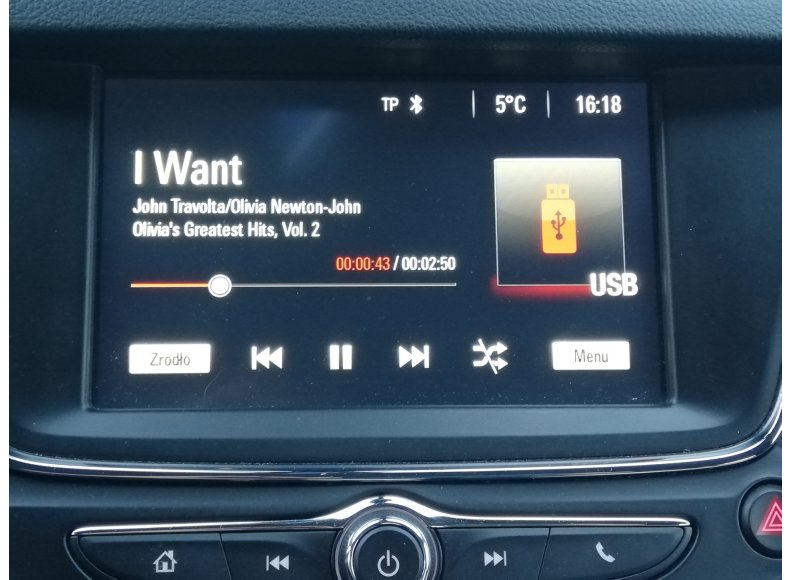 TP 5°C 16:18
I Want
John Travolta/Olivia Newton-John
Olivia's Greatest Hits, Vol. 2
00:00:43 / 00:02:50
USB
Zrodło Menu